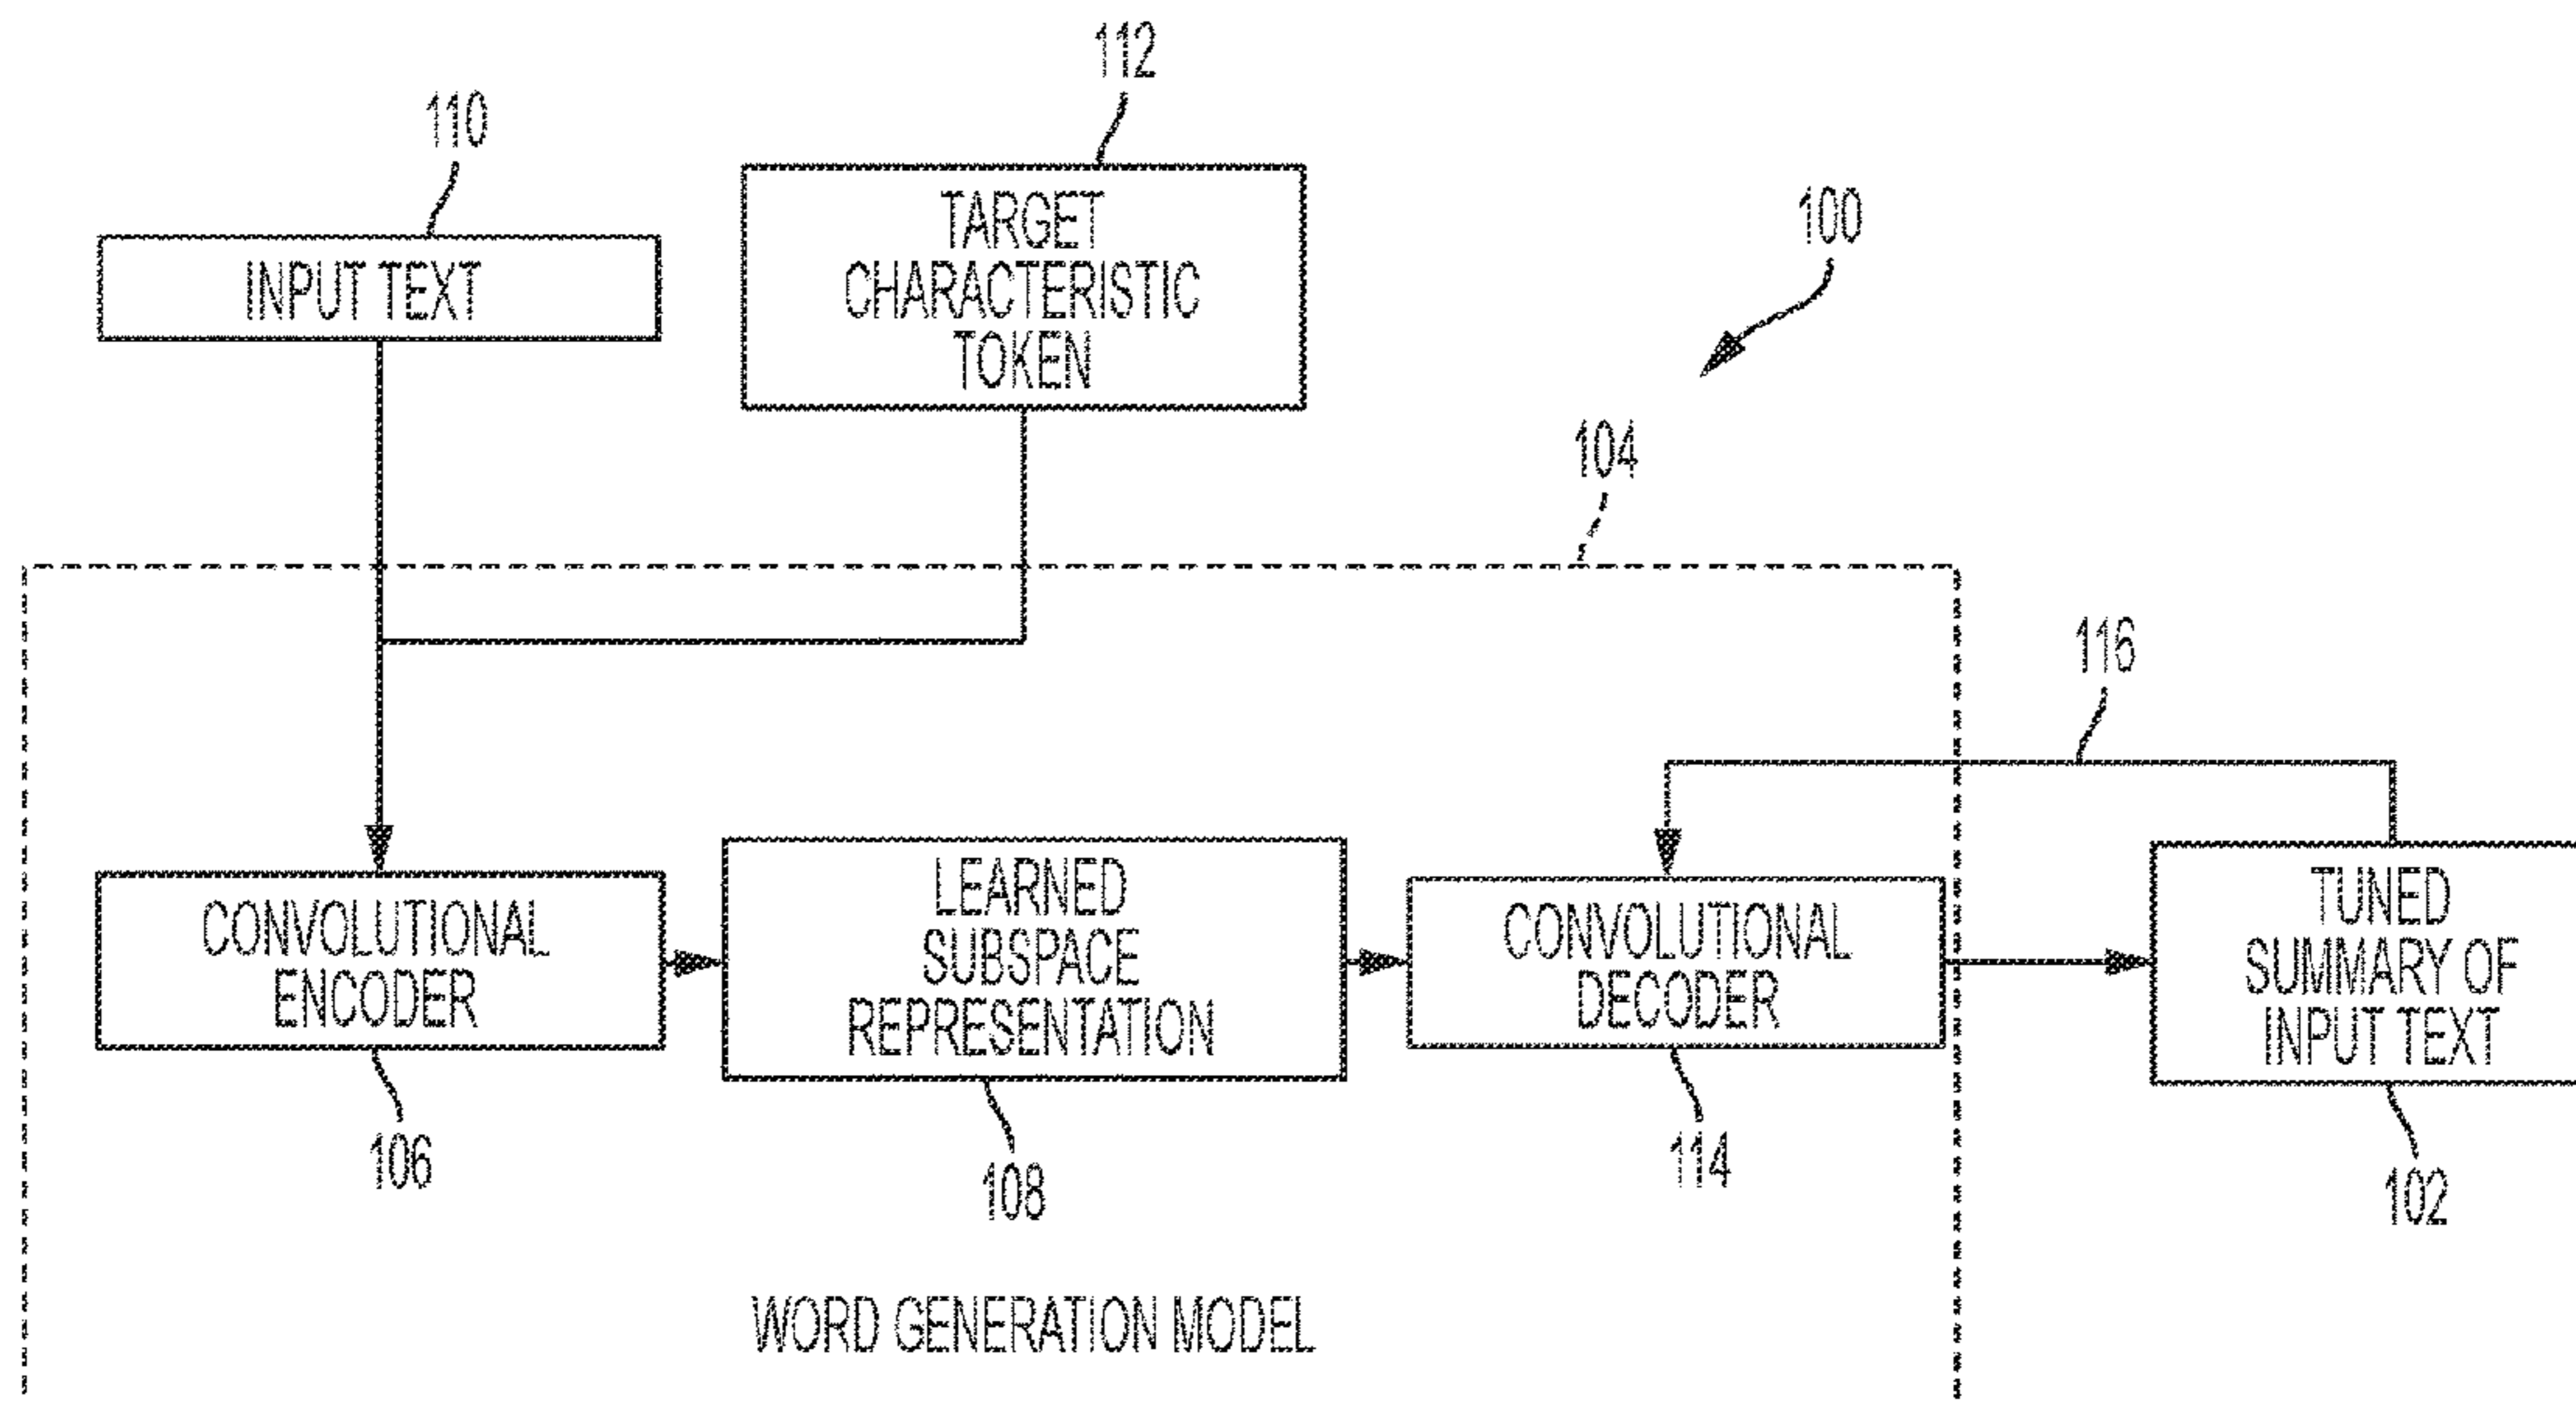 112
110
TARGET
CHARACTERISTIC
TOKEN
100
INPUT TEXT
104
116
LEARNED
SUBSPACE
REPRESENTATION
CONVOLUTIONAL
ENCODER
CONVOLUTIONAL
DECODER
TUNED
SUMMARY OF
INPUT TEXT
106
108
114
102
WORD GENERATION MODEL